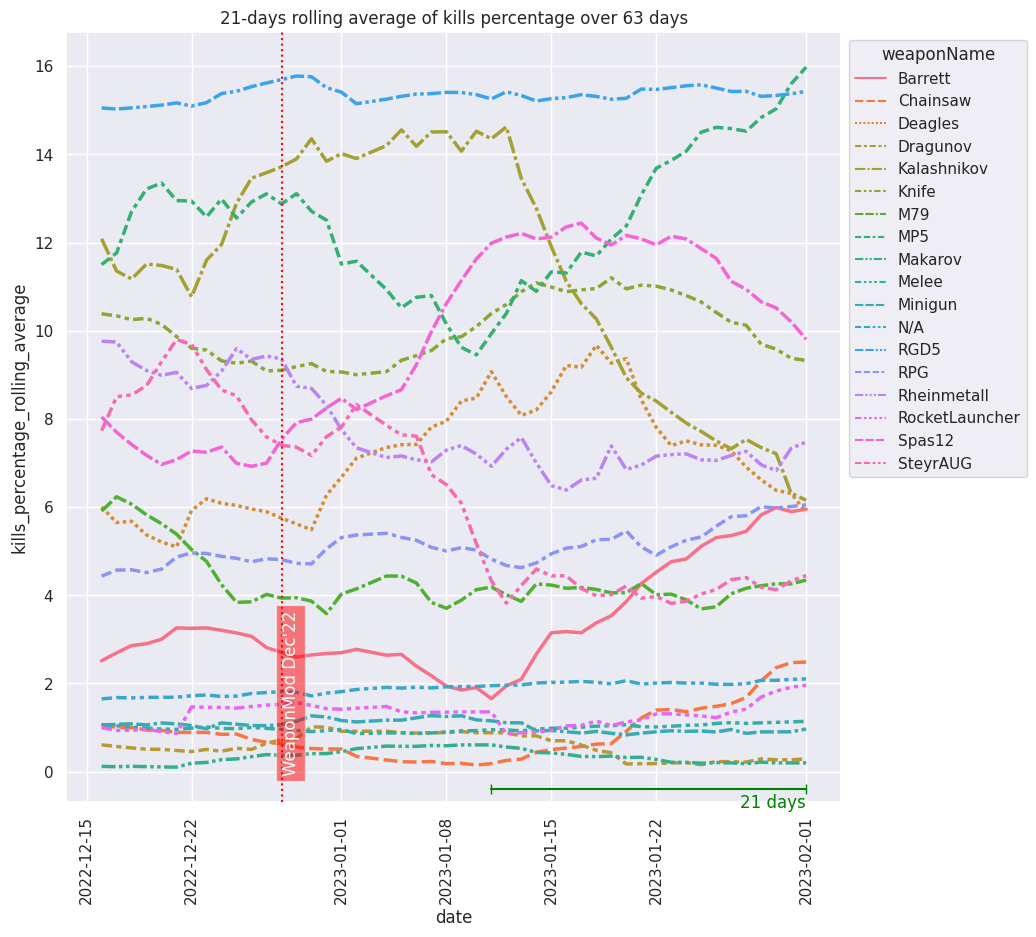 21-days rolling average of kills percentage over 63 days
kills_percentage_rolling_average
16
14
12
10
8
6
4
2
0
WeaponMod Dec'22
21 days
2022-12-15
2022-12-22
2023-01-01
2023-01-08
2023-01-15
2023-01-22
2023-02-01
date
weaponName
Barrett
Chainsaw
Deagles
Dragunov
Kalashnikov
Knife
M79
MP5
Makarov
Melee
Minigun
N/A
RGD5
RPG
Rheinmetall
RocketLauncher
Spas12
SteyrAUG